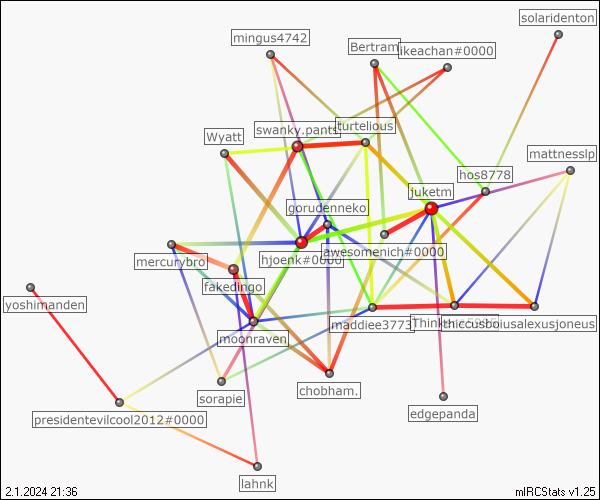 solaridenton
mingus4742
Bertram
ikeachan#0000
swanky.pants
turtelious
Wyatt
mattnesslp
hos8778
juketm
gorudenneko
awesomenich#0000
hjoenk#0000
mercurybro
fakedingo
yoshimanden
maddiee3773
Think
thiccusboiusalexusjoneus
moonraven
sorapie
chobham.
edgepanda
presidentevilcool2012#0000
lahnk
2.1.2024 21:36
mIRCStats v1.25